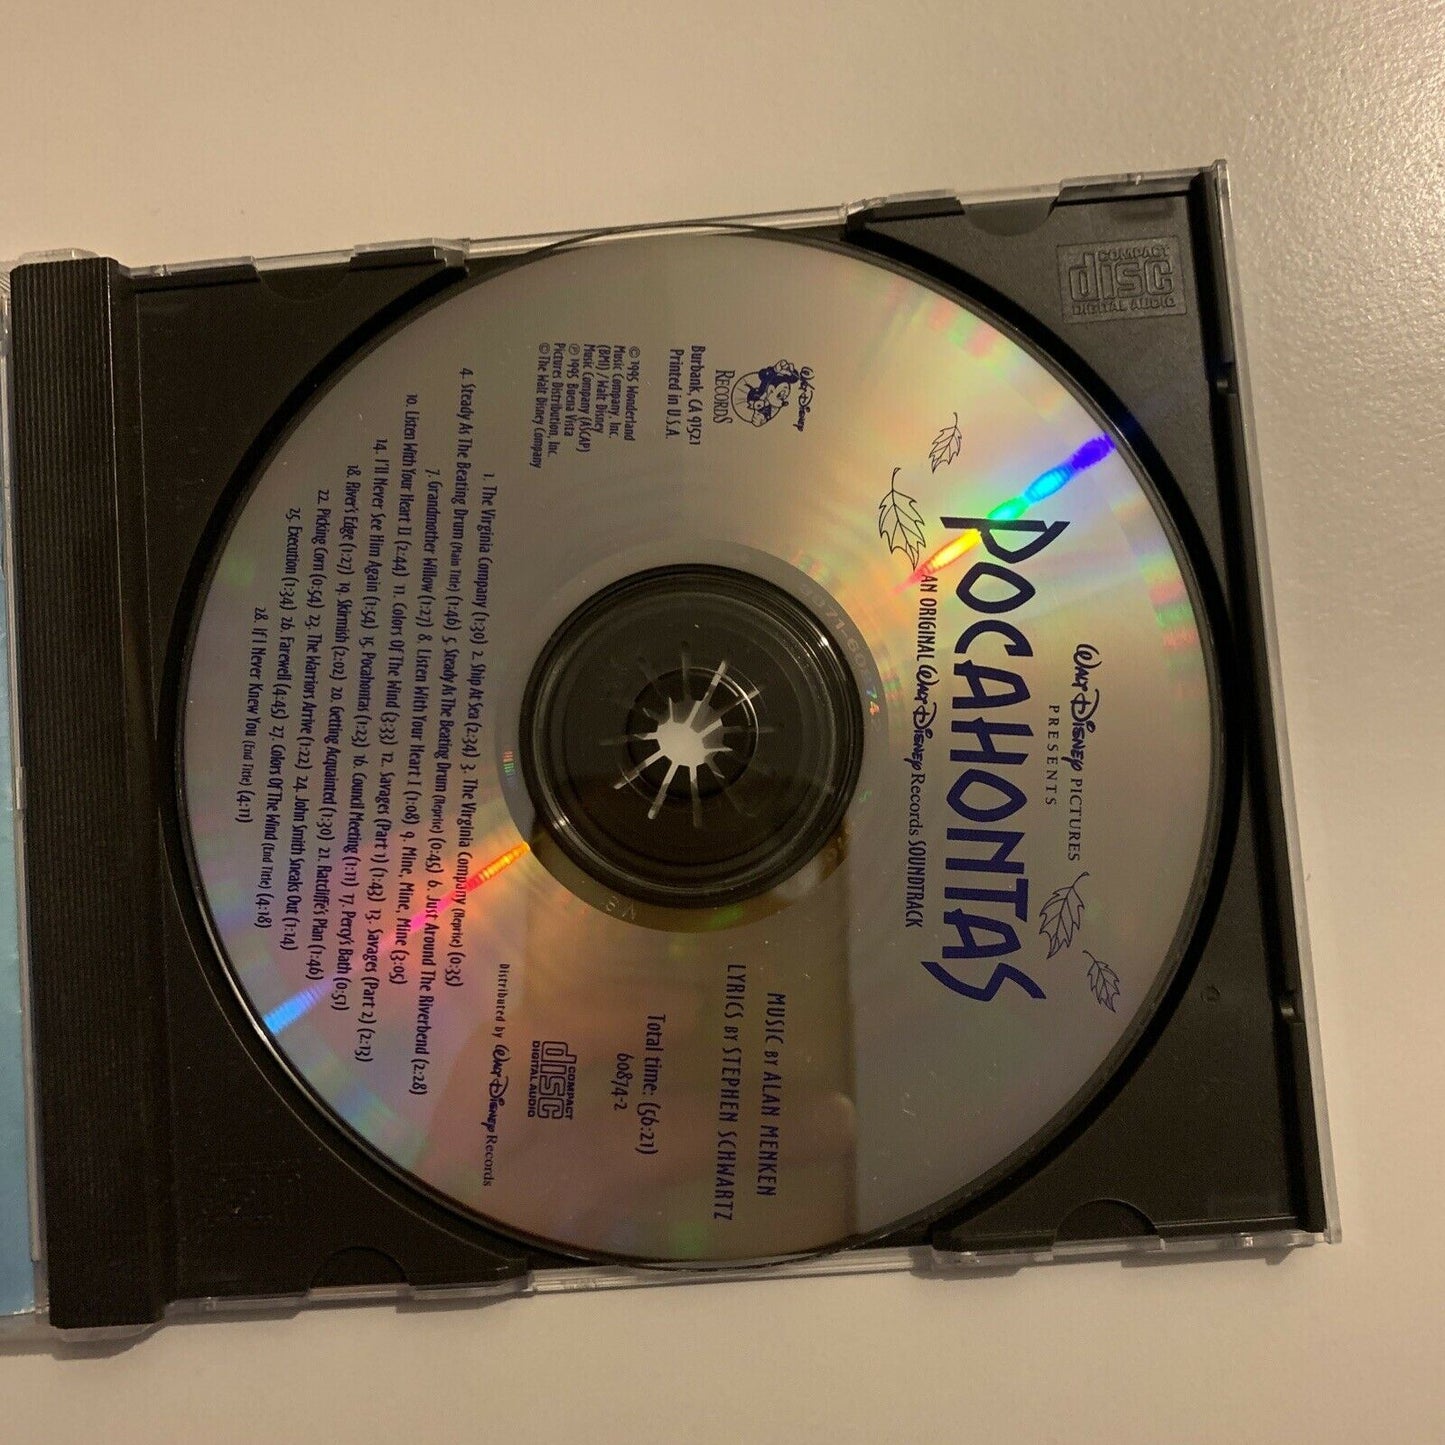 Walt Disney PICTURES
PRESENTS
POCAHONTAS
AN ORIGINAL Walt Disney Records SOUNDTRACK
Walt Disney
RECORDS
Burbank, CA 91521
Printed in U.S.A.
© 1995 Wonderland
Music Company, Inc.
(BMI) / Walt Disney
Music Company (ASCAP)
℗ 1995 Buena Vista
Pictures Distribution, Inc.
© The Walt Disney Company
MUSIC BY ALAN MENKEN
LYRICS BY STEPHEN SCHWARTZ
Total time: (56:21)
60874-2
COMPACT
disc
DIGITAL AUDIO
Distributed by Walt Disney Records
1. The Virginia Company (1:30) 2. Ship At Sea (2:34) 3. The Virginia Company (Reprise) (0:35)
4. Steady As The Beating Drum (Main Title) (1:46) 5. Steady As The Beating Drum (Reprise) (0:45) 6. Just Around The Riverbend (2:28)
7. Grandmother Willow (1:27) 8. Listen With Your Heart I (1:08) 9. Mine, Mine, Mine (3:05)
10. Listen With Your Heart II (2:44) 11. Colors Of The Wind (3:33) 12. Savages (Part 1) (1:43) 13. Savages (Part 2) (2:13)
14. I'll Never See Him Again (1:54) 15. Pocahontas (1:23) 16. Council Meeting (1:11) 17. Percy's Bath (0:51)
18. River's Edge (1:27) 19. Skirmish (2:02) 20. Getting Acquainted (1:30) 21. Ratcliffe's Plan (1:46)
22. Picking Corn (0:54) 23. The Warriors Arrive (1:22) 24. John Smith Sneaks Out (1:14)
25. Execution (1:34) 26. Farewell (4:45) 27. Colors Of The Wind (End Title) (4:18)
28. If I Never Knew You (End Title) (4:11)
COMPACT
disc
DIGITAL AUDIO